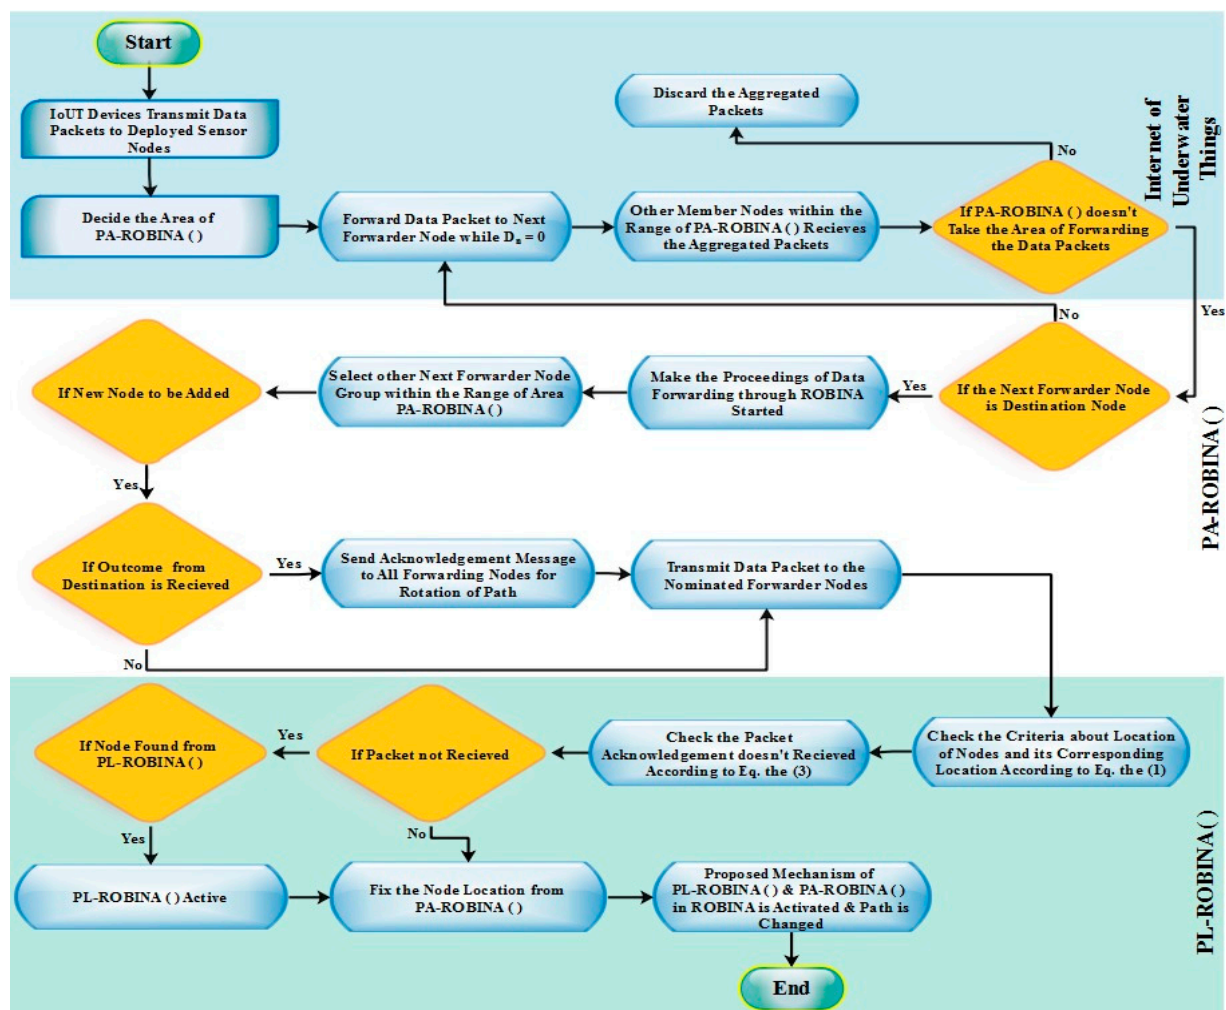 Start
IoUT Devices Transmit Data
Packets to Deployed Sensor
Nodes
Decide the Area of
PA-ROBINA ( )
Forward Data Packet to Next
Forwarder Node while Dn = 0
Other Member Nodes within the
Range of PA-ROBINA ( ) Recieves
the Aggregated Packets
Discard the Aggregated
Packets
No
If PA-ROBINA ( ) doesn't
Take the Area of Forwarding
the Data Packets
Internet of
Underwater
Things
Yes
No
If the Next Forwarder Node
is Destination Node
Yes
Make the Proceedings of Data
Forwarding through ROBINA
Started
Select other Next Forwarder Node
Group within the Range of Area
PA-ROBINA ( )
If New Node to be Added
PA-ROBINA ( )
Yes
If Outcome from
Destination is Recieved
Yes
Send Acknowledgement Message
to All Forwarding Nodes for
Rotation of Path
Transmit Data Packet to the
Nominated Forwarder Nodes
No
If Node Found from
PL-ROBINA ( )
Yes
If Packet not Recieved
Check the Packet
Acknowledgement doesn't Recieved
According to Eq. the (3)
Check the Criteria about Location
of Nodes and its Corresponding
Location According to Eq. the (1)
Yes
No
PL-ROBINA ( )
PL-ROBINA ( ) Active
Fix the Node Location from
PA-ROBINA ( )
Proposed Mechanism of
PL-ROBINA ( ) & PA-ROBINA ( )
in ROBINA is Activated & Path is
Changed
End